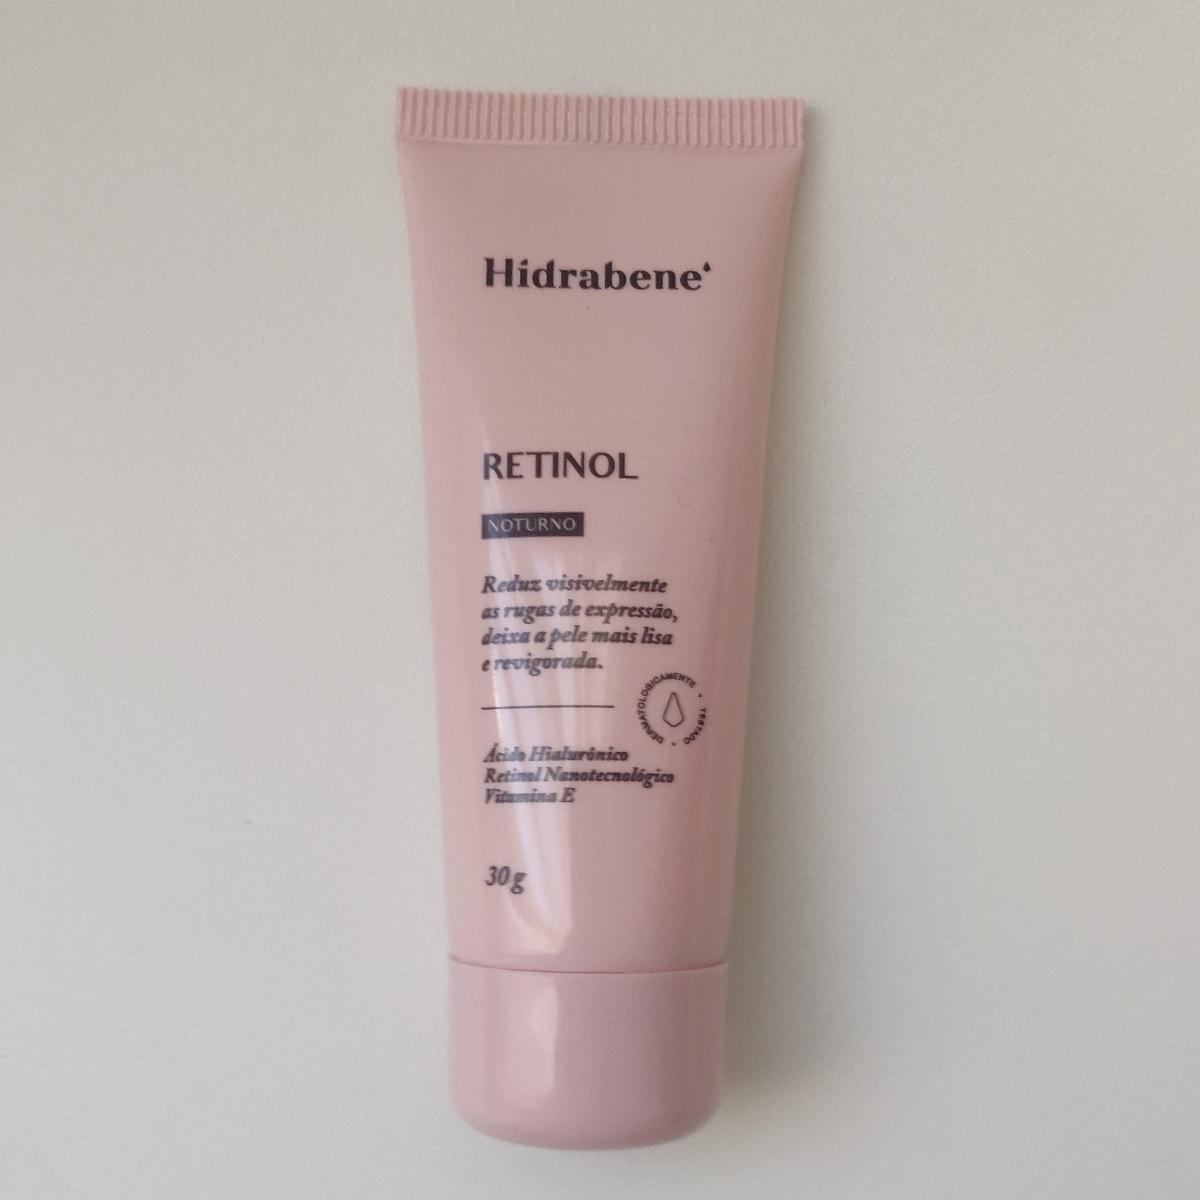 Hidrabene
RETINOL
NOTURNO
Reduz visivelmente
as rugas de expressão,
deixa a pele mais lisa
e revigorada.
DERMATOLOGICAMENTE • TESTADO •
Ácido Hialurônico
Retinol Nanotecnológico
Vitamina E
30g